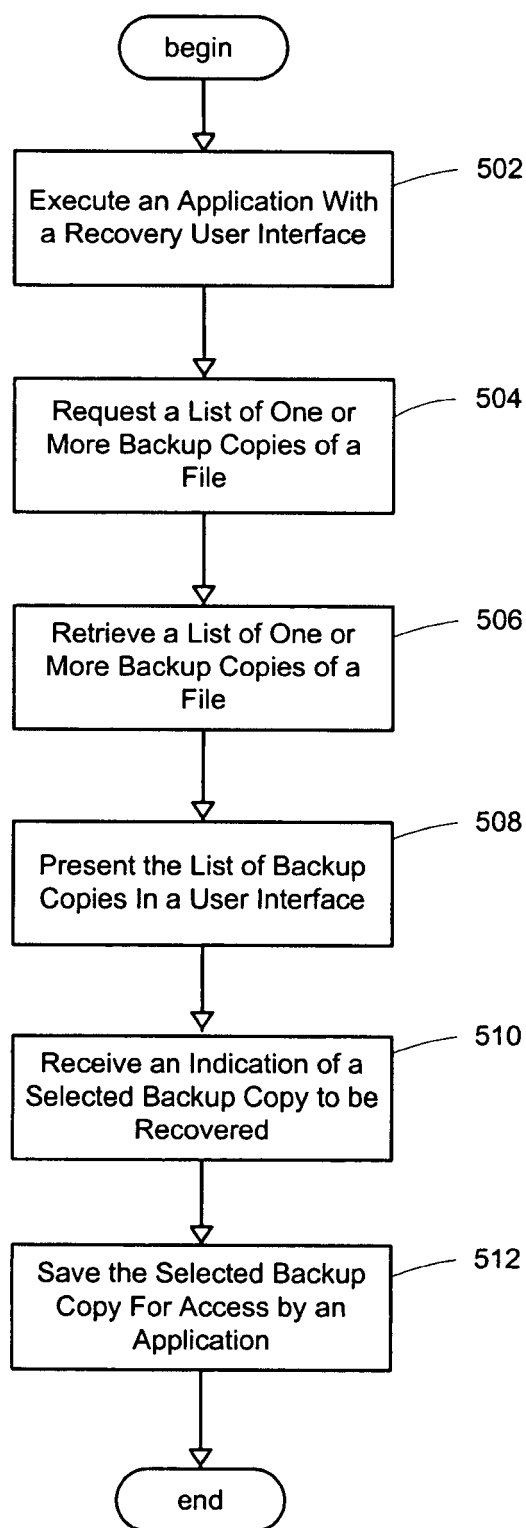 begin
502
Execute an Application With
a Recovery User Interface
504
Request a List of One or
More Backup Copies of a
File
506
Retrieve a List of One or
More Backup Copies of a
File
508
Present the List of Backup
Copies In a User Interface
510
Receive an Indication of a
Selected Backup Copy to be
Recovered
512
Save the Selected Backup
Copy For Access by an
Application
end